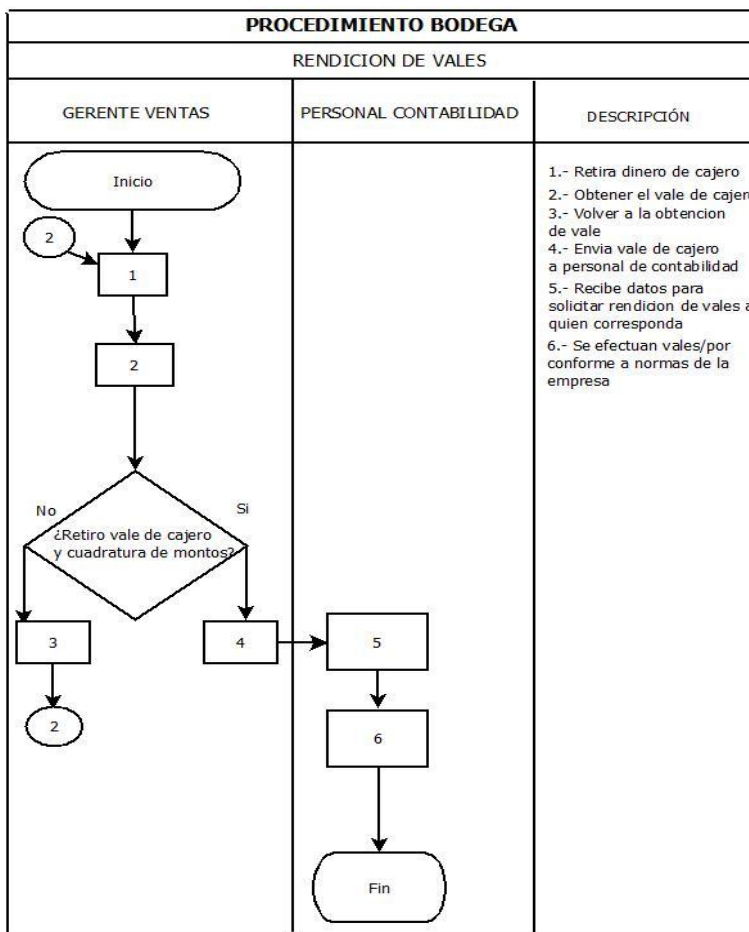 PROCEDIMIENTO BODEGA
RENDICION DE VALES
GERENTE VENTAS
PERSONAL CONTABILIDAD
DESCRIPCIÓN
Inicio
2
1
2
No
Si
¿Retiro vale de cajero
y cuadratura de montos?
3
4
5
2
6
Fin
1.- Retira dinero de cajero
2.- Obtener el vale de cajero
3.- Volver a la obtencion
de vale
4.- Envia vale de cajero
a personal de contabilidad
5.- Recibe datos para
solicitar rendicion de vales a
quien corresponda
6.- Se efectuan vales/por
conforme a normas de la
empresa